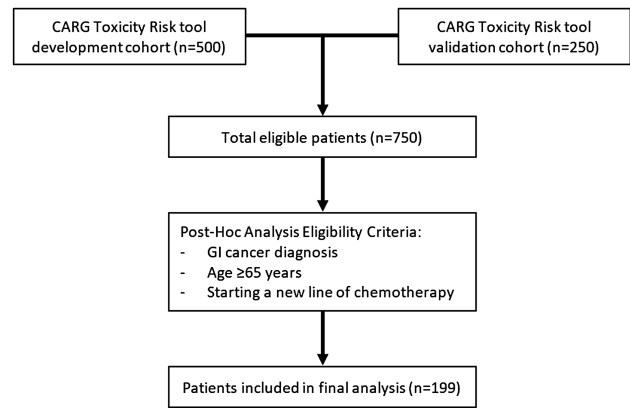 CARG Toxicity Risk tool
development cohort (n=500)
CARG Toxicity Risk tool
validation cohort (n=250)
Total eligible patients (n=750)
Post-Hoc Analysis Eligibility Criteria:
- GI cancer diagnosis
- Age ≥65 years
- Starting a new line of chemotherapy
Patients included in final analysis (n=199)